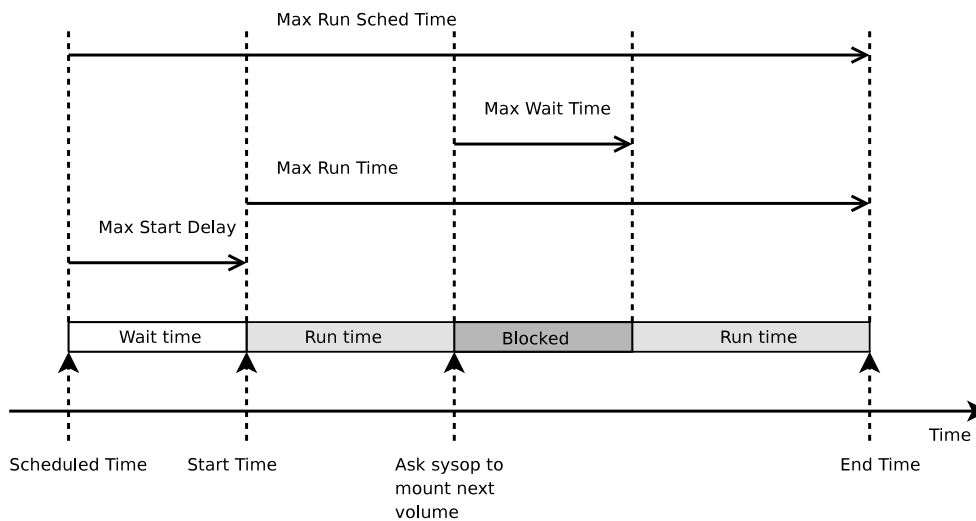 Max Run Sched Time
Max Wait Time
Max Run Time
Max Start Delay
Wait time
Run time
Blocked
Run time
Time
Scheduled Time
Start Time
Ask sysop to
mount next
volume
End Time